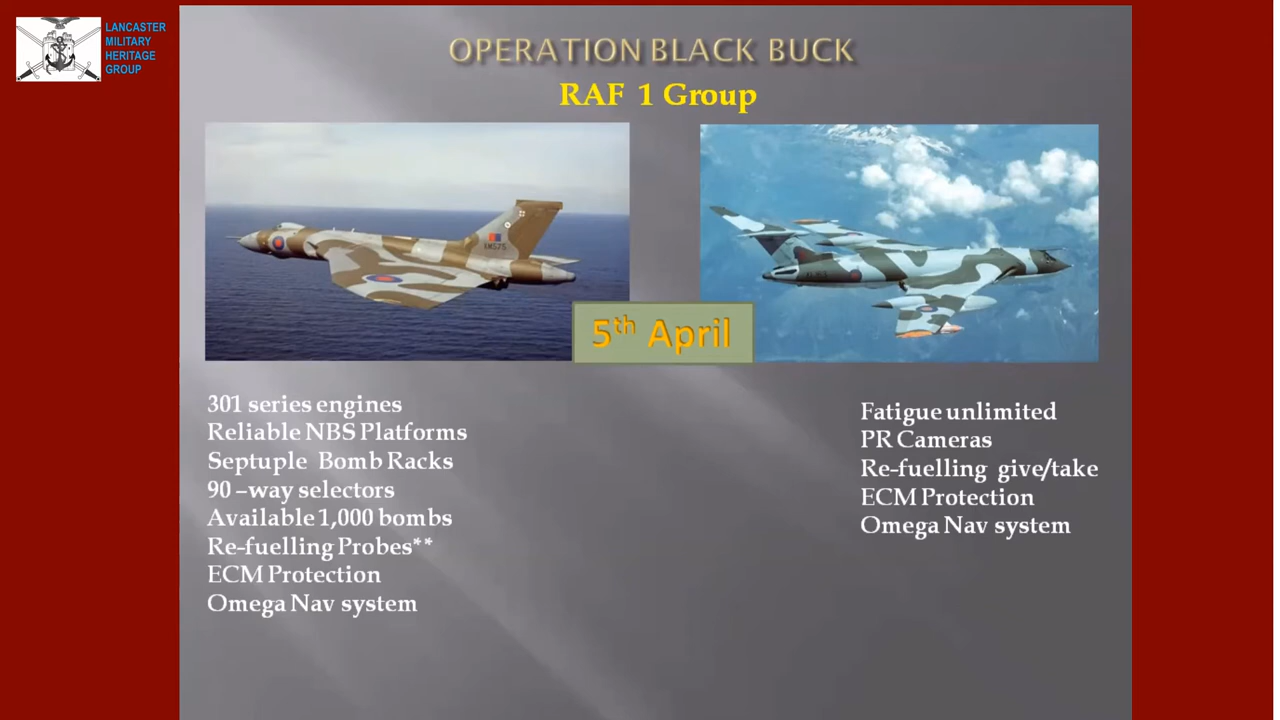 LANCASTER
MILITARY
HERITAGE
GROUP
OPERATION BLACK BUCK
RAF 1 Group
XM575
5th April
301 series engines
Reliable NBS Platforms
Septuple Bomb Racks
90 –way selectors
Available 1,000 bombs
Re-fuelling Probes**
ECM Protection
Omega Nav system
Fatigue unlimited
PR Cameras
Re-fuelling give/take
ECM Protection
Omega Nav system